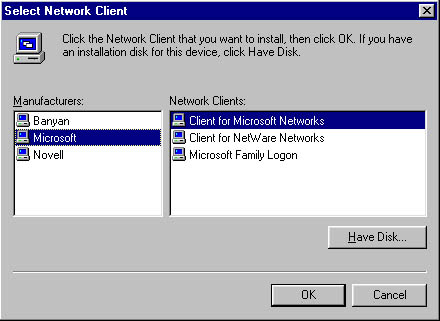 Select Network Client
Click the Network Client that you want to install, then click OK. If you have
an installation disk for this device, click Have Disk.
Manufacturers:
Banyan
Microsoft
Novell
Network Clients:
Client for Microsoft Networks
Client for NetWare Networks
Microsoft Family Logon
Have Disk...
OK
Cancel